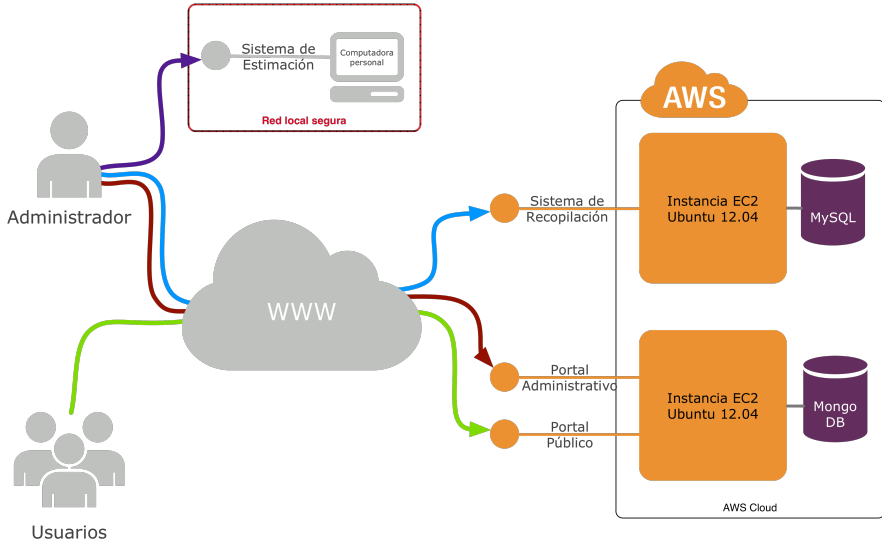 Sistema de
Estimación
Computadora
personal
Red local segura
AWS
Administrador
Sistema de
Recopilación
Instancia EC2
Ubuntu 12.04
MySQL
WWW
Portal
Administrativo
Instancia EC2
Ubuntu 12.04
Mongo
DB
Portal
Público
AWS Cloud
Usuarios